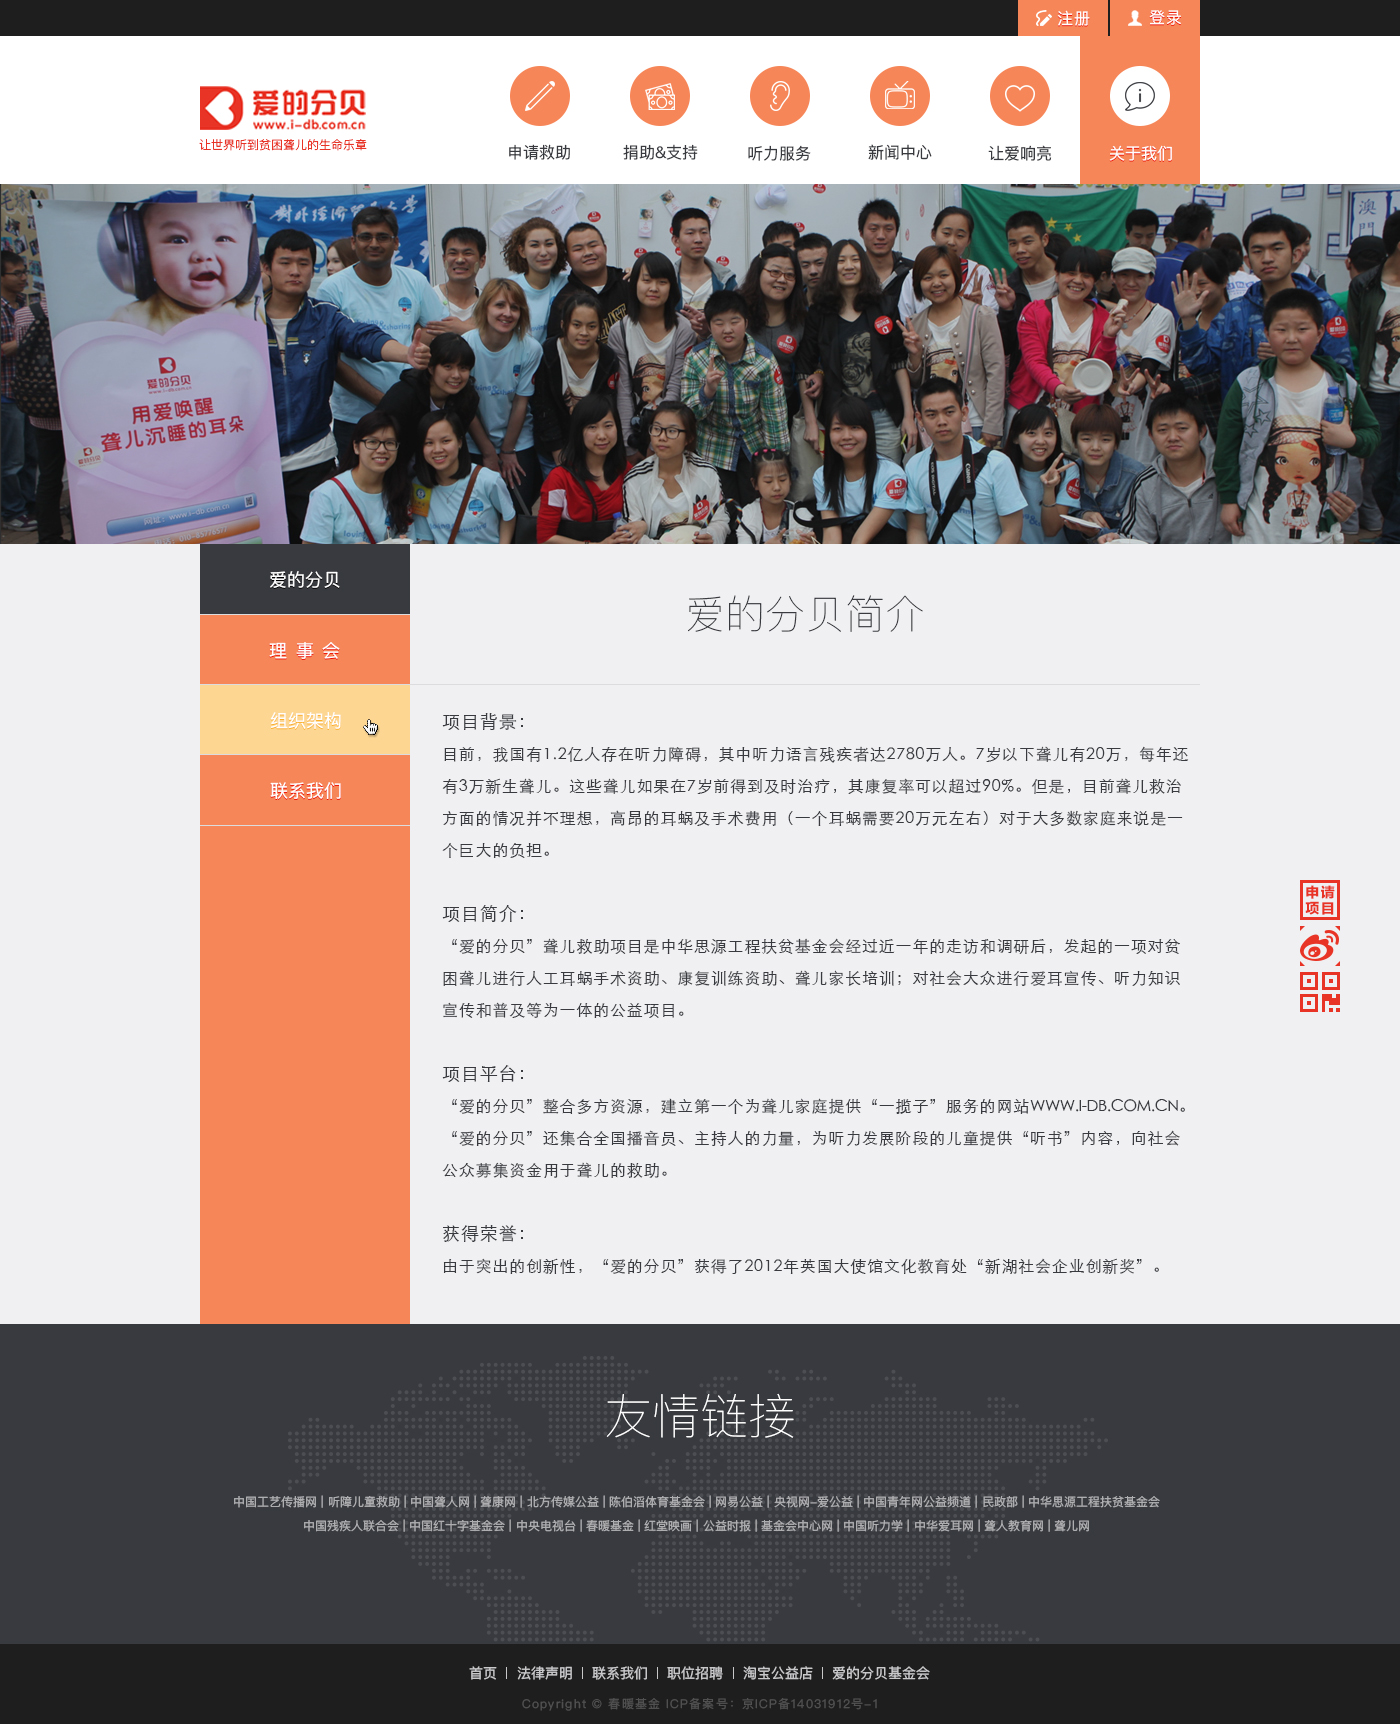 注册 登录
爱的分贝
www.i-db.com.cn
让世界听到贫困聋儿的生命乐章
申请救助 捐助&支持 听力服务 新闻中心 让爱响亮 关于我们
对外经济贸易大学
澳门
爱的分贝
www.i-db.com.cn
用爱唤醒
聋儿沉睡的耳朵
爱的分贝
网址：www.i-db.com.cn
爱的分贝
爱的分贝简介
理 事 会
组织架构
联系我们
项目背景：
目前，我国有1.2亿人存在听力障碍，其中听力语言残疾者达2780万人。7岁以下聋儿有20万，每年还
有3万新生聋儿。这些聋儿如果在7岁前得到及时治疗，其康复率可以超过90%。但是，目前聋儿救治
方面的情况并不理想，高昂的耳蜗及手术费用（一个耳蜗需要20万元左右）对于大多数家庭来说是一
个巨大的负担。
项目简介：
“爱的分贝”聋儿救助项目是中华思源工程扶贫基金会经过近一年的走访和调研后，发起的一项对贫
困聋儿进行人工耳蜗手术资助、康复训练资助、聋儿家长培训；对社会大众进行爱耳宣传、听力知识
宣传和普及等为一体的公益项目。
申请
项目
项目平台：
“爱的分贝”整合多方资源，建立第一个为聋儿家庭提供“一揽子”服务的网站WWW.I-DB.COM.CN。
“爱的分贝”还集合全国播音员、主持人的力量，为听力发展阶段的儿童提供“听书”内容，向社会
公众募集资金用于聋儿的救助。
获得荣誉：
由于突出的创新性，“爱的分贝”获得了2012年英国大使馆文化教育处“新湖社会企业创新奖”。
友情链接
中国工艺传播网 | 听障儿童救助 | 中国聋人网 | 聋康网 | 北方传媒公益 | 陈伯滔体育基金会 | 网易公益 | 央视网-爱公益 | 中国青年网公益频道 | 民政部 | 中华思源工程扶贫基金会
中国残疾人联合会 | 中国红十字基金会 | 中央电视台 | 春暖基金 | 红堂映画 | 公益时报 | 基金会中心网 | 中国听力学 | 中华爱耳网 | 聋人教育网 | 聋儿网
首页 | 法律声明 | 联系我们 | 职位招聘 | 淘宝公益店 | 爱的分贝基金会
Copyright © 春暖基金 ICP备案号：京ICP备14031912号-1